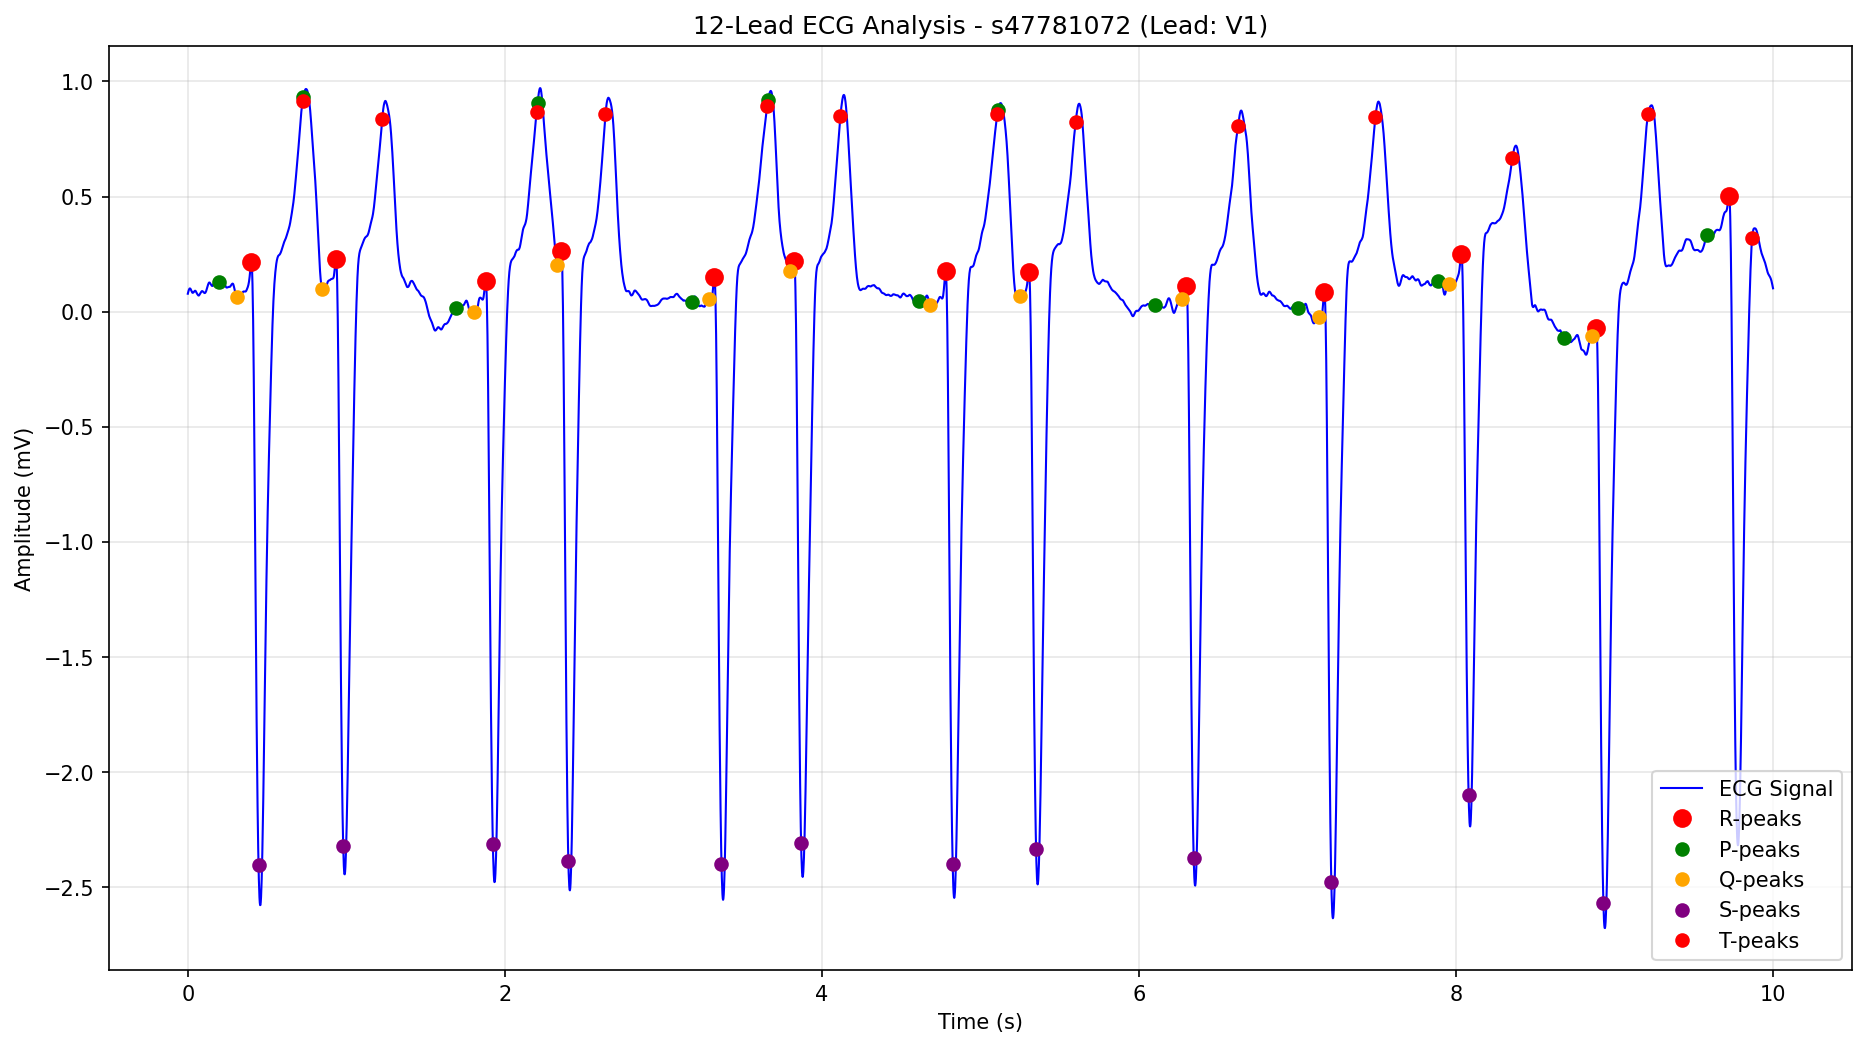 12-Lead ECG Analysis - s47781072 (Lead: V1)
1.0
0.5
0.0
−0.5
−1.0
−1.5
−2.0
−2.5
Amplitude (mV)
0 2 4 6 8 10
Time (s)
ECG Signal
R-peaks
P-peaks
Q-peaks
S-peaks
T-peaks